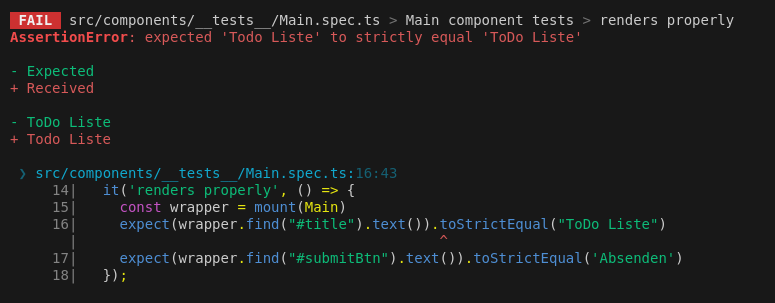 FAIL src/components/__tests__/Main.spec.ts > Main component tests > renders properly
AssertionError: expected 'Todo Liste' to strictly equal 'ToDo Liste'
- Expected
+ Received
- ToDo Liste
+ Todo Liste
❯ src/components/__tests__/Main.spec.ts:16:43
14| it('renders properly', () => {
15| const wrapper = mount(Main)
16| expect(wrapper.find("#title").text()).toStrictEqual("ToDo Liste")
| ^
17| expect(wrapper.find("#submitBtn").text()).toStrictEqual('Absenden')
18| });